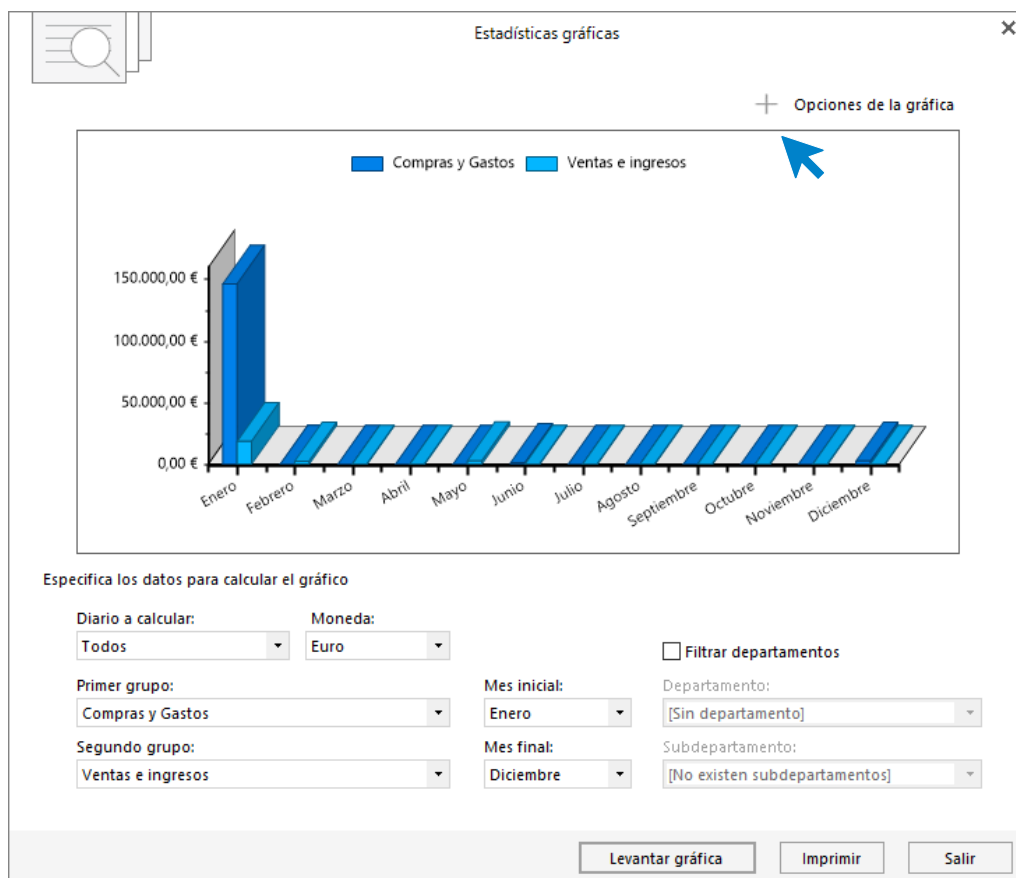 Estadísticas gráficas
Opciones de la gráfica
Compras y Gastos Ventas e ingresos
150.000,00 €
100.000,00 €
50.000,00 €
0,00 €
Enero Febrero Marzo Abril Mayo Junio Julio Agosto Septiembre Octubre Noviembre Diciembre
Especifica los datos para calcular el gráfico
Diario a calcular: Moneda:
Todos Euro Filtrar departamentos
Primer grupo: Mes inicial: Departamento:
Compras y Gastos Enero [Sin departamento]
Segundo grupo: Mes final: Subdepartamento:
Ventas e ingresos Diciembre [No existen subdepartamentos]
Levantar gráfica Imprimir Salir